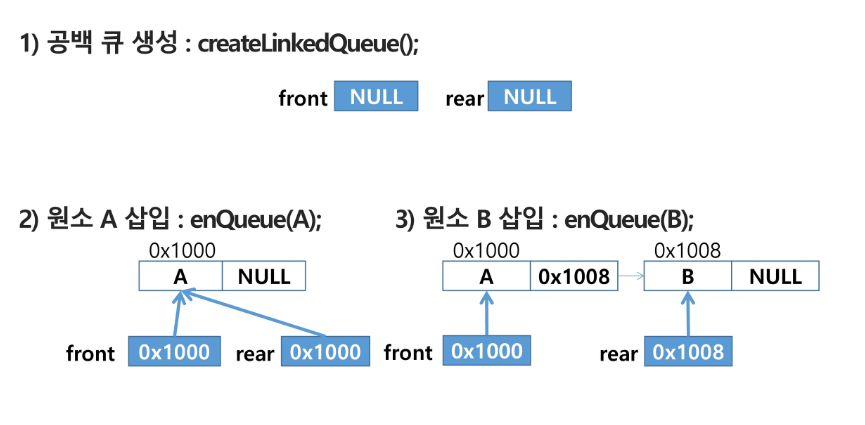 1) 공백 큐 생성 : createLinkedQueue();
front NULL rear NULL
2) 원소 A 삽입 : enQueue(A);
0x1000
A NULL
front 0x1000 rear 0x1000
3) 원소 B 삽입 : enQueue(B);
0x1000 0x1008
A 0x1008 B NULL
front 0x1000 rear 0x1008